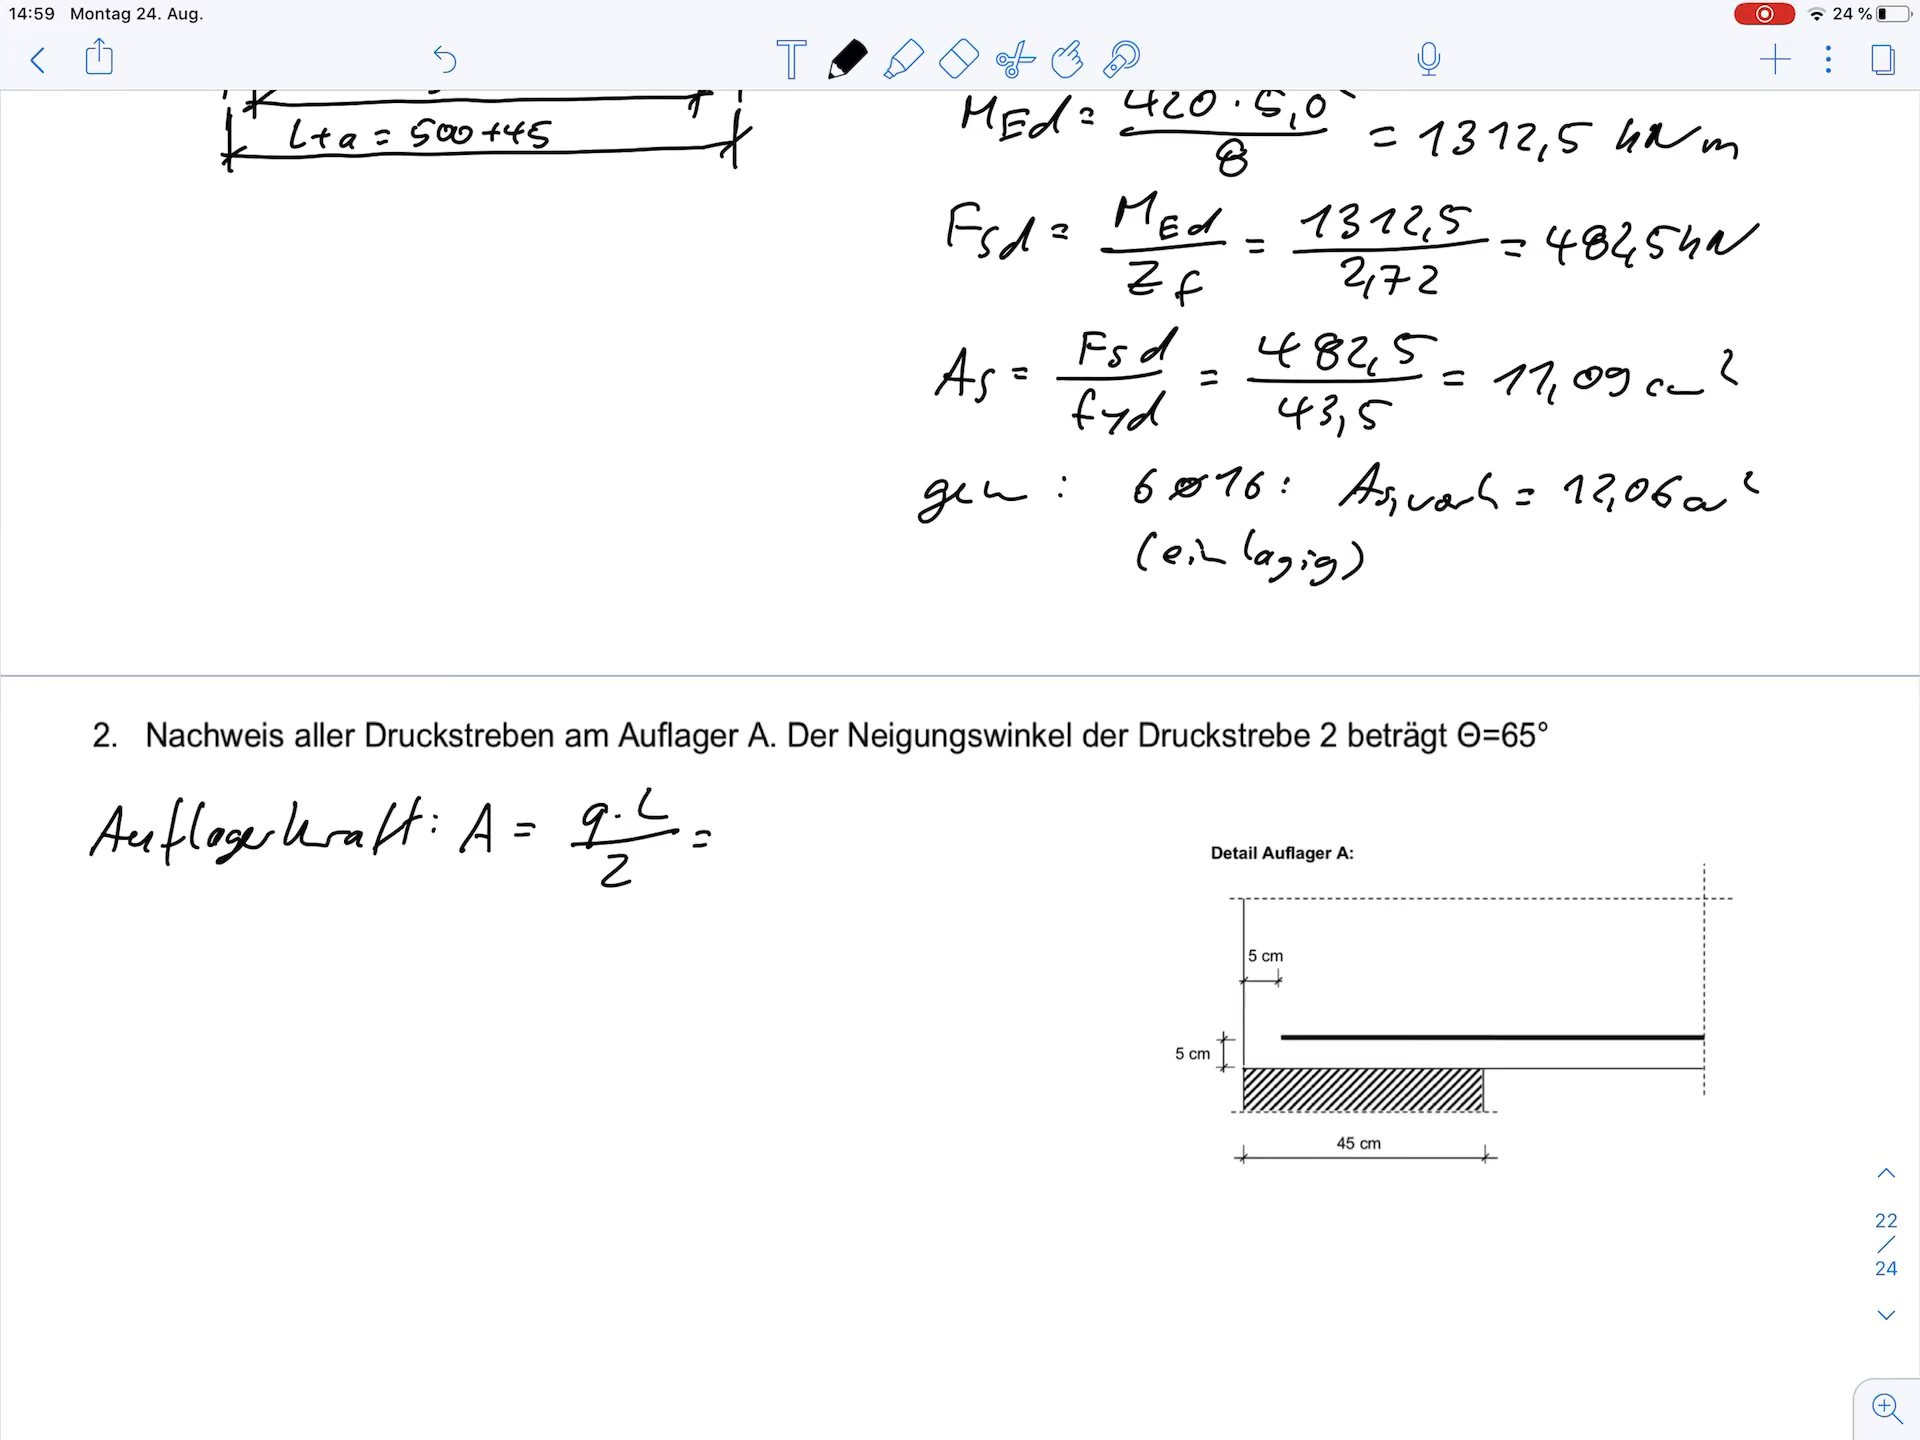 14:59 Montag 24. Aug.
24 %
T
L+a = 500+45
MEd = 420 · 5,0² / 8 = 1312,5 kNm
Fsd = MEd / zf = 1312,5 / 2,72 = 482,5 kN
As = Fsd / fyd = 482,5 / 43,5 = 11,09 cm²
gew : 6 ø 16 : As,vorh = 12,06 cm²
(einlagig)
2. Nachweis aller Druckstreben am Auflager A. Der Neigungswinkel der Druckstrebe 2 beträgt Θ=65°
Auflagerkraft: A = q·L / 2 =
Detail Auflager A:
5 cm
5 cm
45 cm
22
/
24